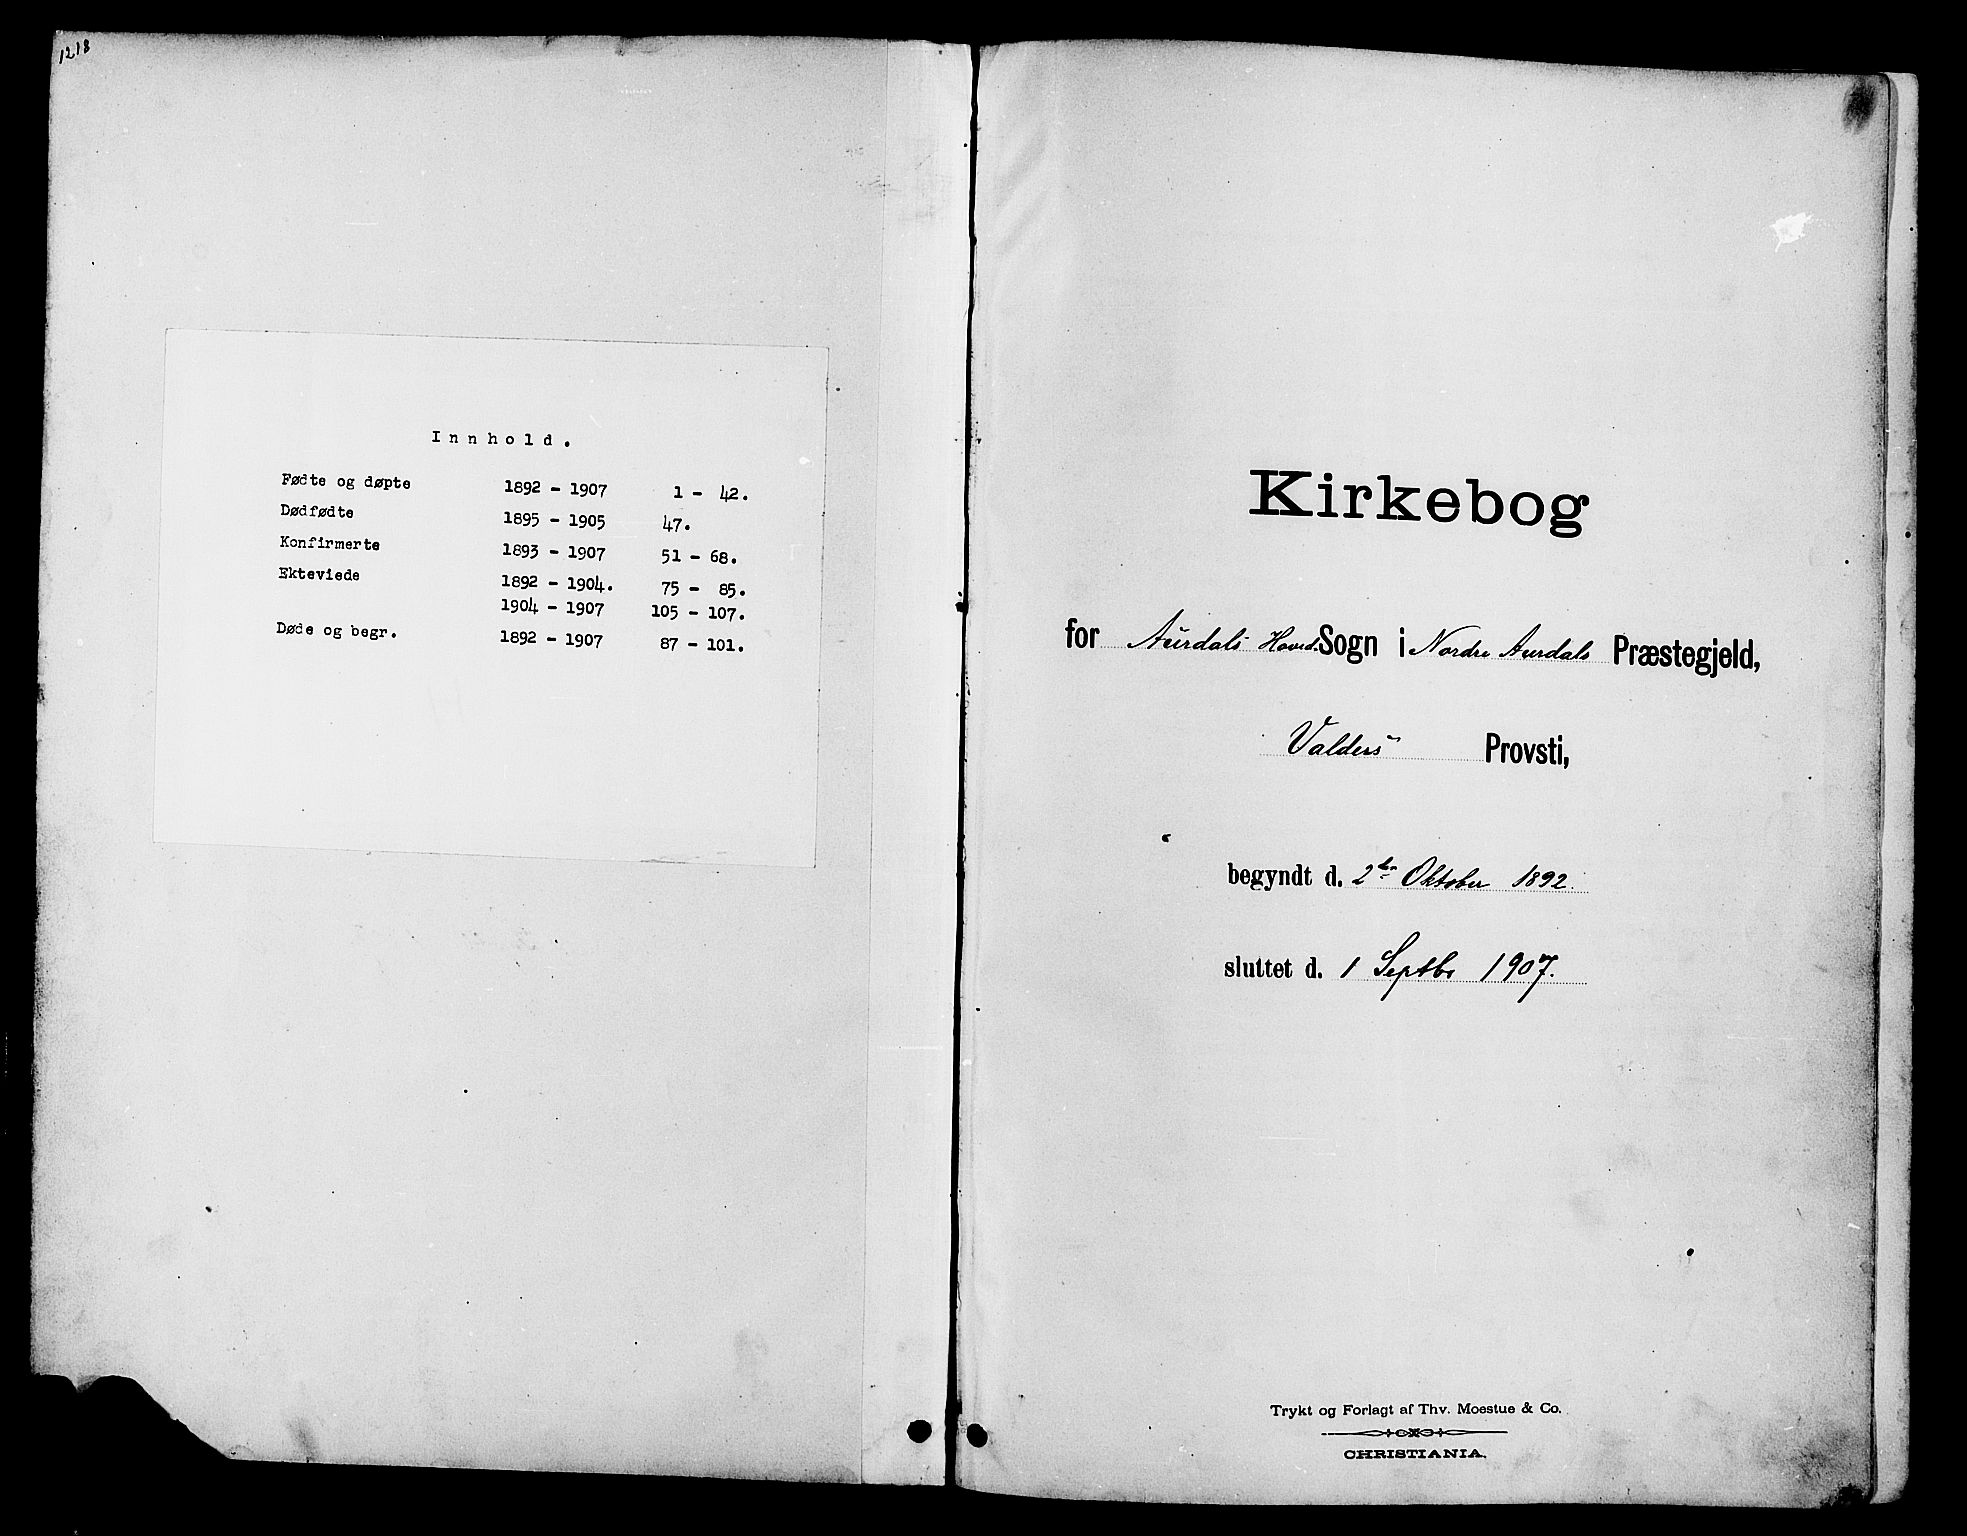 1218
Innhold.
Fødte og døpte 1892 - 1907 1 - 42.
Dødfødte 1895 - 1905 47.
Konfirmerte 1893 - 1907 51 - 68.
Ekteviede 1892 - 1904. 75 - 85.
1904 - 1907 105 - 107.
Døde og begr. 1892 - 1907 87 - 101.
Kirkebog
for Aurdals Hoved Sogn i Nordre Aurdals Præstegjeld,
Valders Provsti,
begyndt d. 2den Oktober 1892.
sluttet d. 1 Septbr 1907.
Trykt og Forlagt af Thv. Moestue & Co.
CHRISTIANIA.